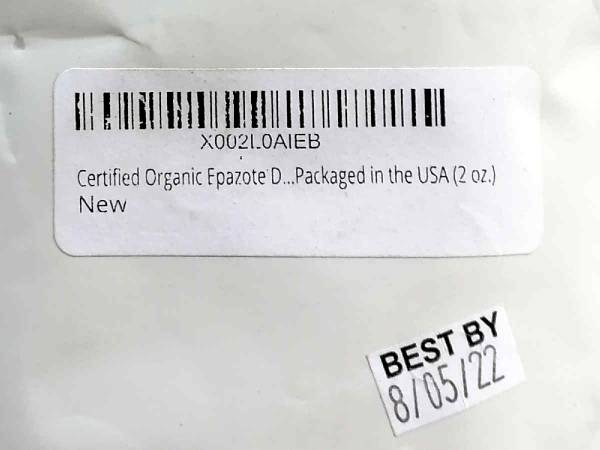 X002L0AIEB
Certified Organic Epazote D...Packaged in the USA (2 oz.)
New
BEST BY
8/05/22